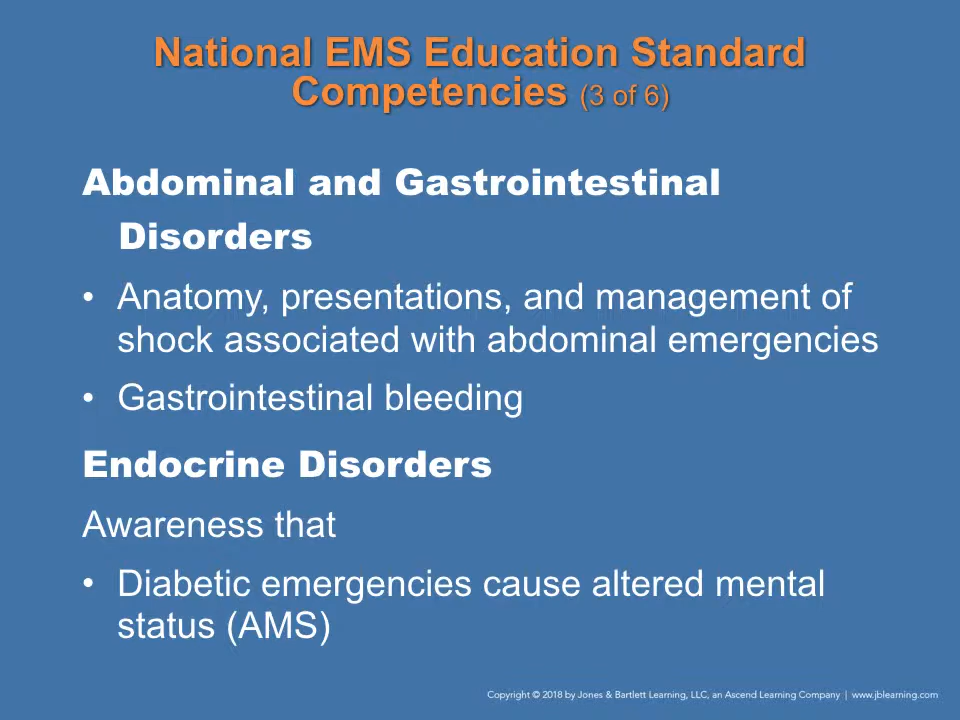 National EMS Education Standard
Competencies (3 of 6)
Abdominal and Gastrointestinal
Disorders
• Anatomy, presentations, and management of
shock associated with abdominal emergencies
• Gastrointestinal bleeding
Endocrine Disorders
Awareness that
• Diabetic emergencies cause altered mental
status (AMS)
Copyright © 2018 by Jones & Bartlett Learning, LLC, an Ascend Learning Company | www.jblearning.com